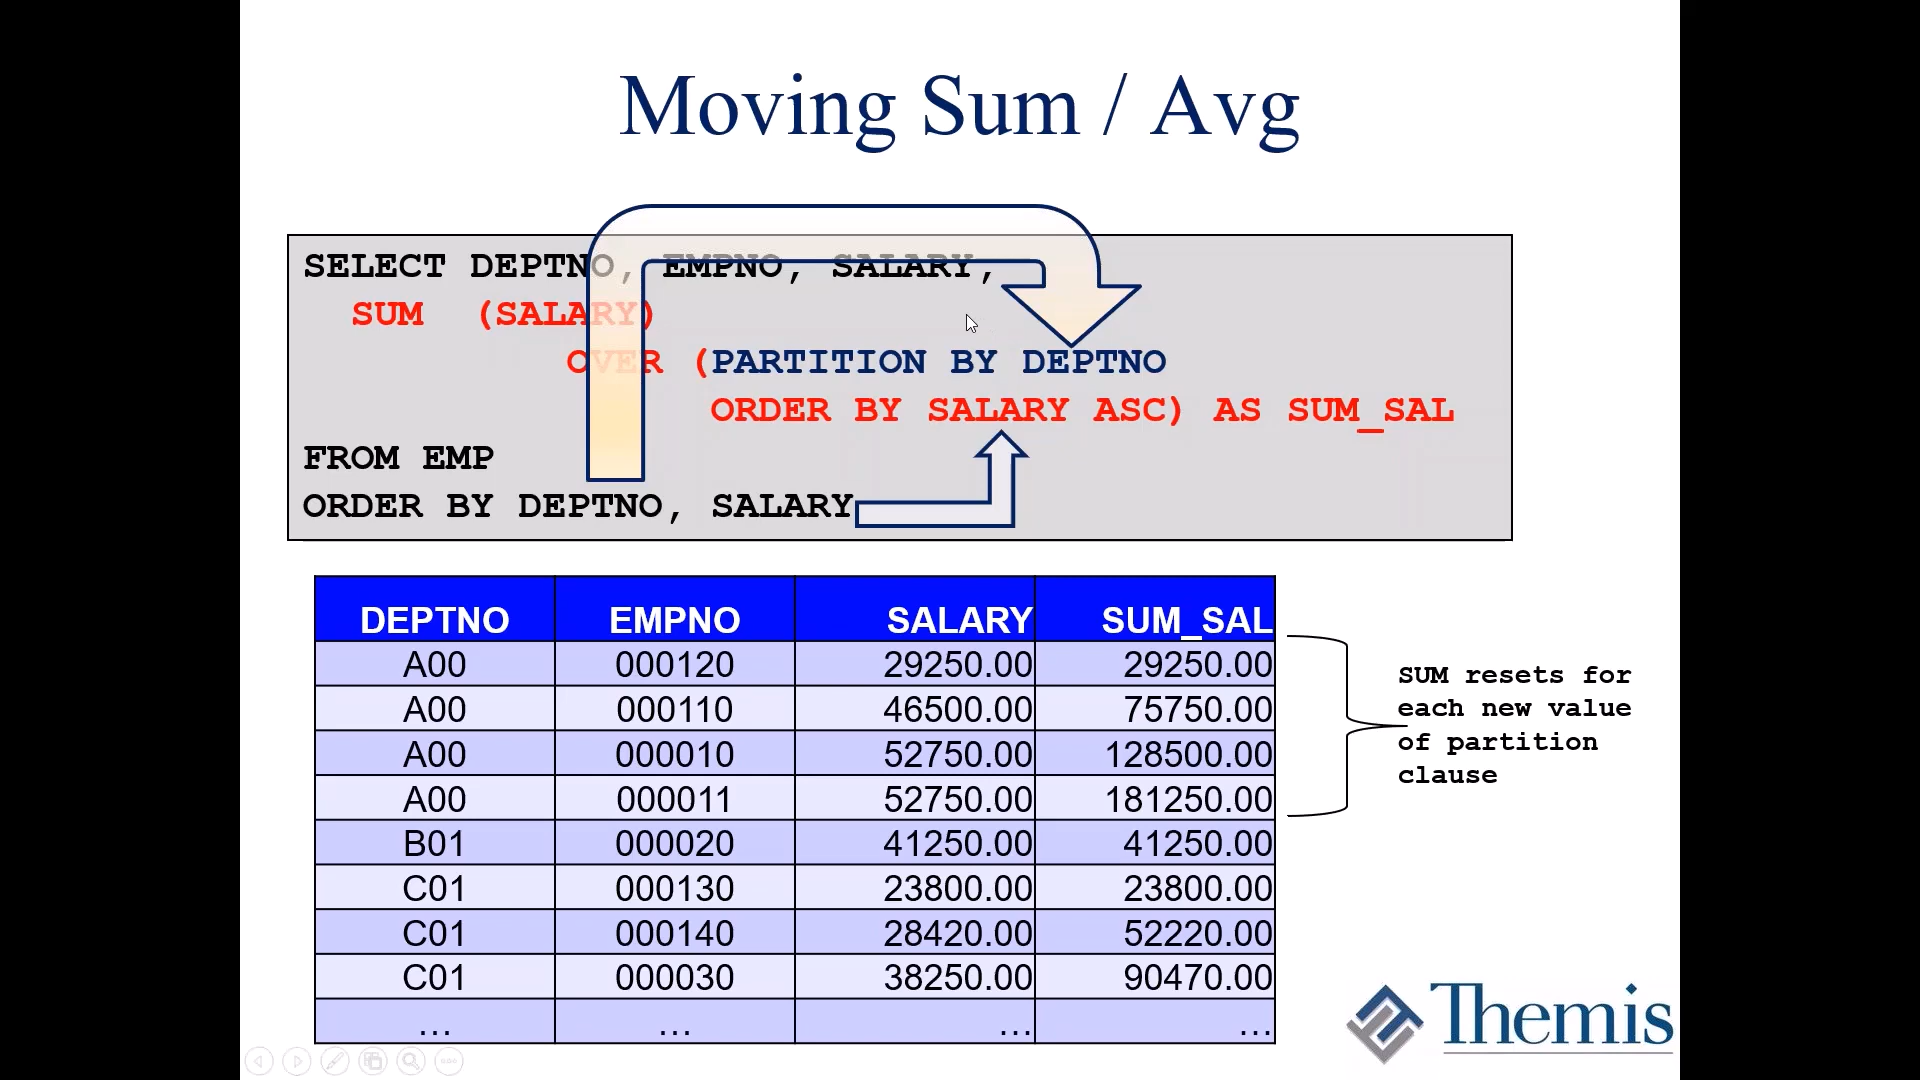 Moving Sum / Avg
SELECT DEPTNO, EMPNO, SALARY,
SUM (SALARY)
OVER (PARTITION BY DEPTNO
ORDER BY SALARY ASC) AS SUM_SAL
FROM EMP
ORDER BY DEPTNO, SALARY
DEPTNO EMPNO SALARY SUM_SAL
A00 000120 29250.00 29250.00
A00 000110 46500.00 75750.00
A00 000010 52750.00 128500.00
A00 000011 52750.00 181250.00
B01 000020 41250.00 41250.00
C01 000130 23800.00 23800.00
C01 000140 28420.00 52220.00
C01 000030 38250.00 90470.00
... ... ... ...
SUM resets for
each new value
of partition
clause
Themis